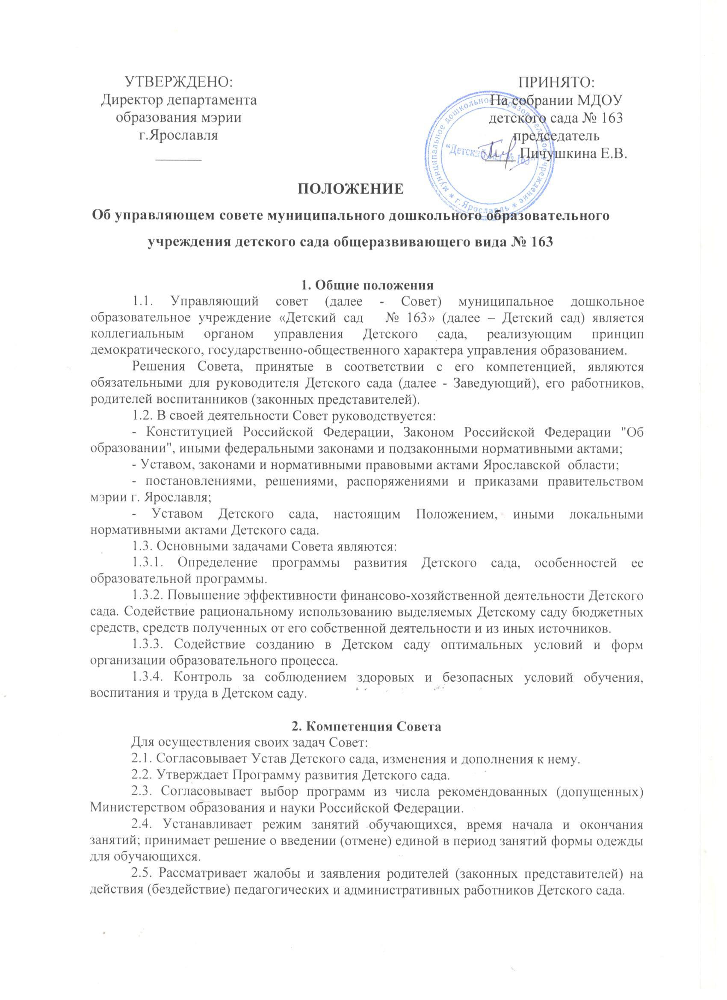 УТВЕРЖДЕНО:
Директор департамента
образования мэрии
г.Ярославля
______
ПРИНЯТО:
На собрании МДОУ
детского сада № 163
председатель
____ Пичушкина Е.В.
* муниципальное дошкольное образовательное учреждение * г.Ярославль
“Детский сад № 163”
ПОЛОЖЕНИЕ
Об управляющем совете муниципального дошкольного образовательного
учреждения детского сада общеразвивающего вида № 163
1. Общие положения
1.1. Управляющий совет (далее - Совет) муниципальное дошкольное
образовательное учреждение «Детский сад № 163» (далее – Детский сад) является
коллегиальным органом управления Детского сада, реализующим принцип
демократического, государственно-общественного характера управления образованием.
Решения Совета, принятые в соответствии с его компетенцией, являются
обязательными для руководителя Детского сада (далее - Заведующий), его работников,
родителей воспитанников (законных представителей).
1.2. В своей деятельности Совет руководствуется:
- Конституцией Российской Федерации, Законом Российской Федерации "Об
образовании", иными федеральными законами и подзаконными нормативными актами;
- Уставом, законами и нормативными правовыми актами Ярославской области;
- постановлениями, решениями, распоряжениями и приказами правительством
мэрии г. Ярославля;
- Уставом Детского сада, настоящим Положением, иными локальными
нормативными актами Детского сада.
1.3. Основными задачами Совета являются:
1.3.1. Определение программы развития Детского сада, особенностей ее
образовательной программы.
1.3.2. Повышение эффективности финансово-хозяйственной деятельности Детского
сада. Содействие рациональному использованию выделяемых Детскому саду бюджетных
средств, средств полученных от его собственной деятельности и из иных источников.
1.3.3. Содействие созданию в Детском саду оптимальных условий и форм
организации образовательного процесса.
1.3.4. Контроль за соблюдением здоровых и безопасных условий обучения,
воспитания и труда в Детском саду.
2. Компетенция Совета
Для осуществления своих задач Совет:
2.1. Согласовывает Устав Детского сада, изменения и дополнения к нему.
2.2. Утверждает Программу развития Детского сада.
2.3. Согласовывает выбор программ из числа рекомендованных (допущенных)
Министерством образования и науки Российской Федерации.
2.4. Устанавливает режим занятий обучающихся, время начала и окончания
занятий; принимает решение о введении (отмене) единой в период занятий формы одежды
для обучающихся.
2.5. Рассматривает жалобы и заявления родителей (законных представителей) на
действия (бездействие) педагогических и административных работников Детского сада.